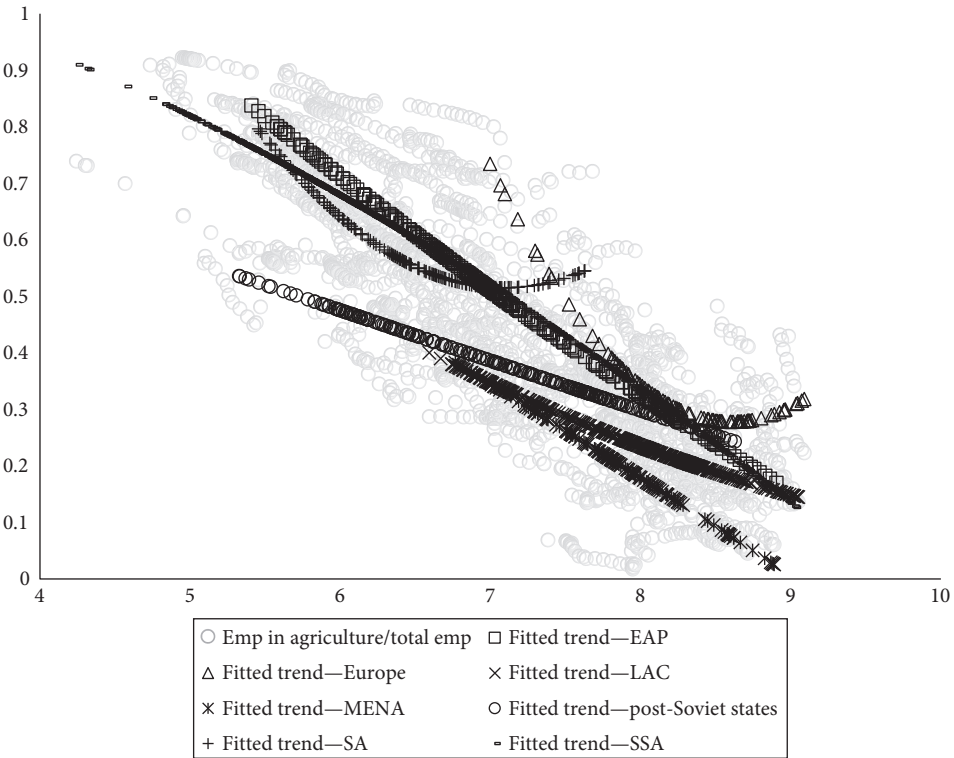 1
0.9
0.8
0.7
0.6
0.5
0.4
0.3
0.2
0.1
0
4 5 6 7 8 9 10
Emp in agriculture/total emp Fitted trend—EAP
Fitted trend—Europe Fitted trend—LAC
Fitted trend—MENA Fitted trend—post-Soviet states
Fitted trend—SA Fitted trend—SSA